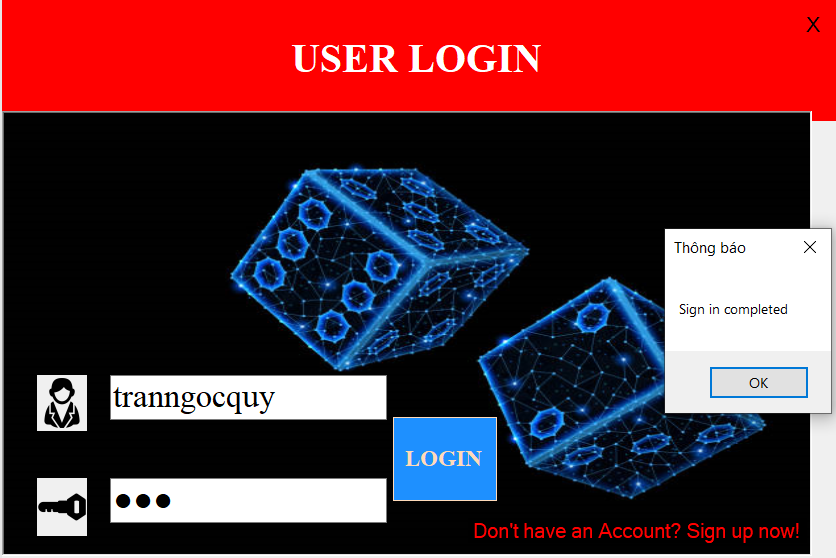 X
USER LOGIN
Thông báo
Sign in completed
OK
tranngocquy
LOGIN
●●●
Don't have an Account? Sign up now!